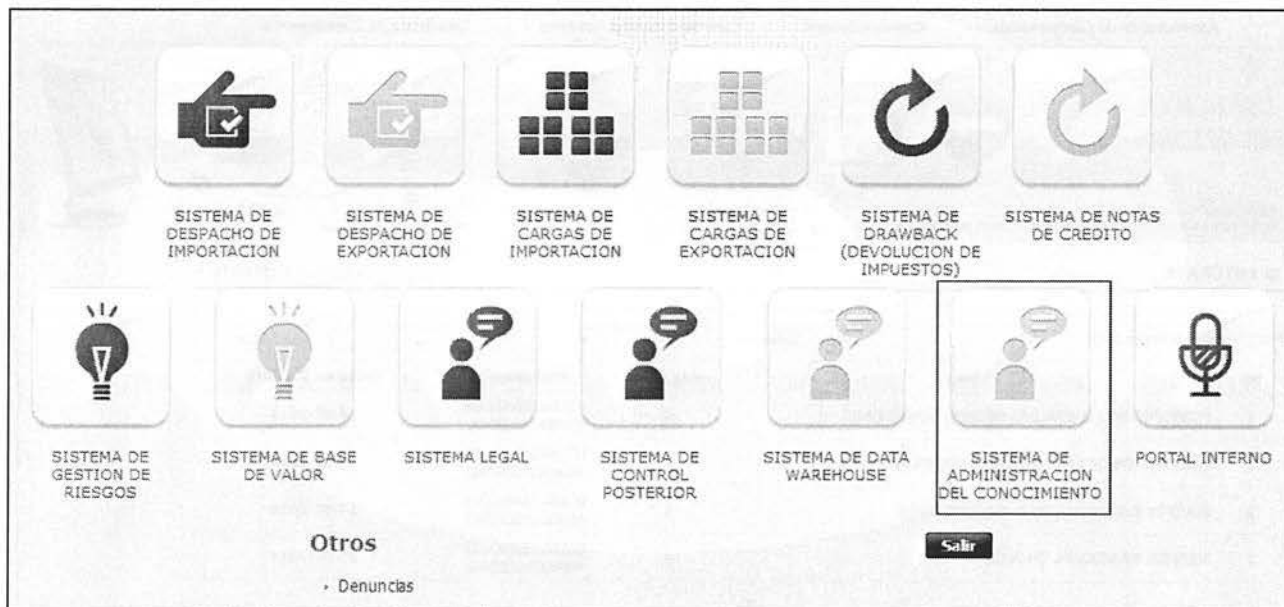 SISTEMA DE
DESPACHO DE
IMPORTACION
SISTEMA DE
DESPACHO DE
EXPORTACION
SISTEMA DE
CARGAS DE
IMPORTACION
SISTEMA DE
CARGAS DE
EXPORTACION
SISTEMA DE
DRAWBACK
(DEVOLUCION DE
IMPUESTOS)
SISTEMA DE NOTAS
DE CREDITO
SISTEMA DE
GESTION DE
RIESGOS
SISTEMA DE BASE
DE VALOR
SISTEMA LEGAL
SISTEMA DE
CONTROL
POSTERIOR
SISTEMA DE DATA
WAREHOUSE
SISTEMA DE
ADMINISTRACION
DEL CONOCIMIENTO
PORTAL INTERNO
Otros
Salir
Denuncias